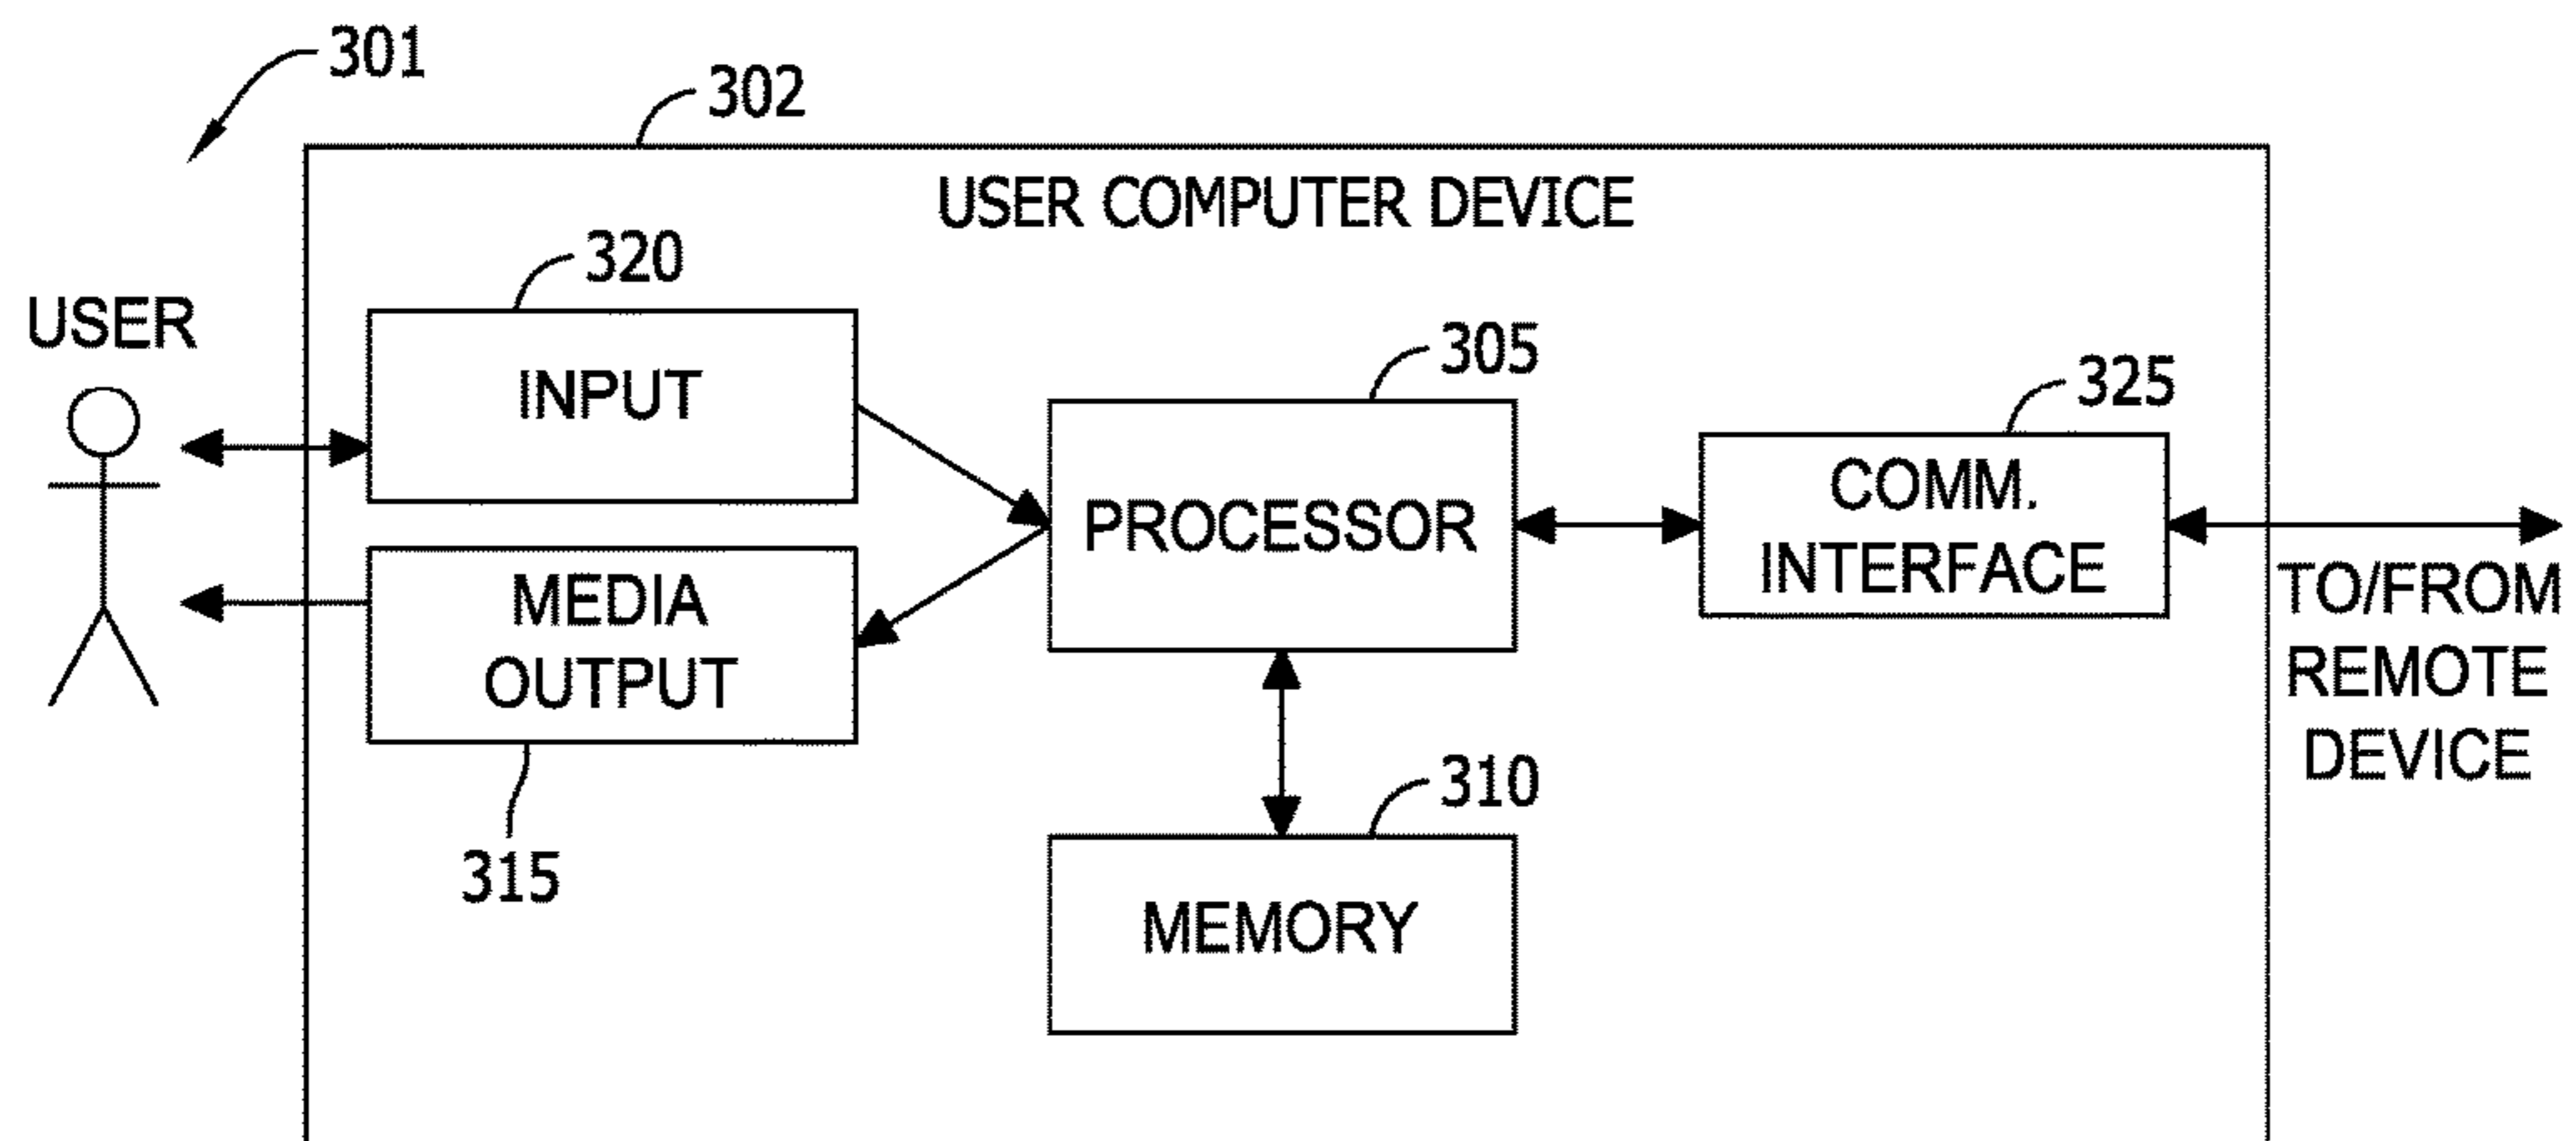 301
302
USER COMPUTER DEVICE
320
USER
INPUT
305
PROCESSOR
325
COMM.
INTERFACE
MEDIA
OUTPUT
315
310
MEMORY
TO/FROM
REMOTE
DEVICE